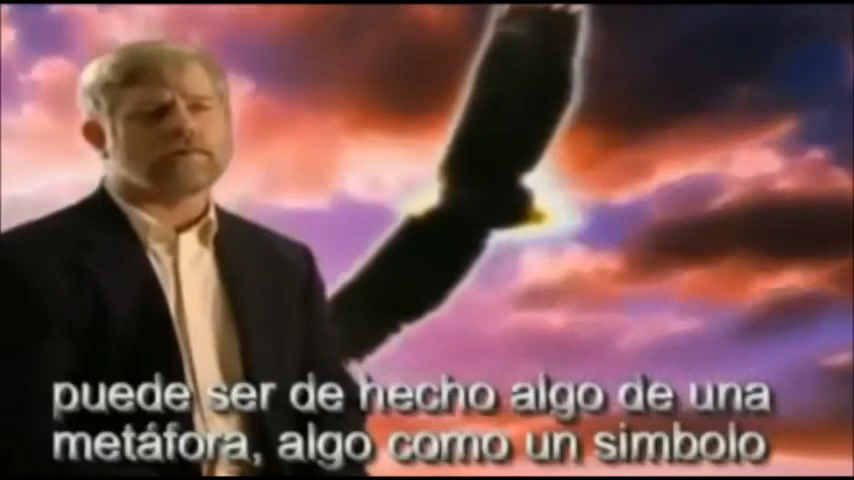 puede ser de hecho algo de una
metáfora, algo como un simbolo